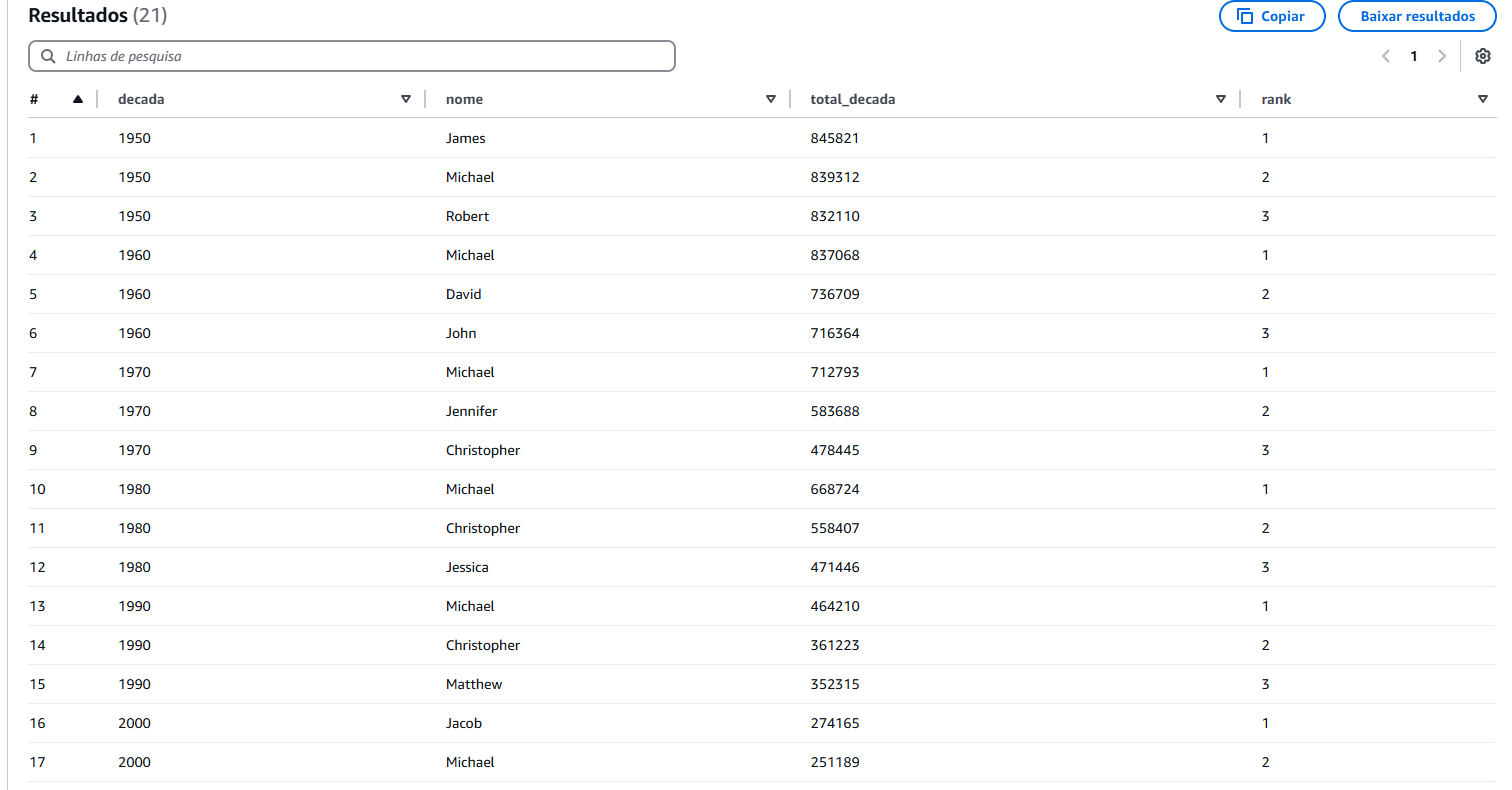 Resultados (21)
Copiar
Baixar resultados
Linhas de pesquisa
1
# decada nome total_decada rank
1 1950 James 845821 1
2 1950 Michael 839312 2
3 1950 Robert 832110 3
4 1960 Michael 837068 1
5 1960 David 736709 2
6 1960 John 716364 3
7 1970 Michael 712793 1
8 1970 Jennifer 583688 2
9 1970 Christopher 478445 3
10 1980 Michael 668724 1
11 1980 Christopher 558407 2
12 1980 Jessica 471446 3
13 1990 Michael 464210 1
14 1990 Christopher 361223 2
15 1990 Matthew 352315 3
16 2000 Jacob 274165 1
17 2000 Michael 251189 2